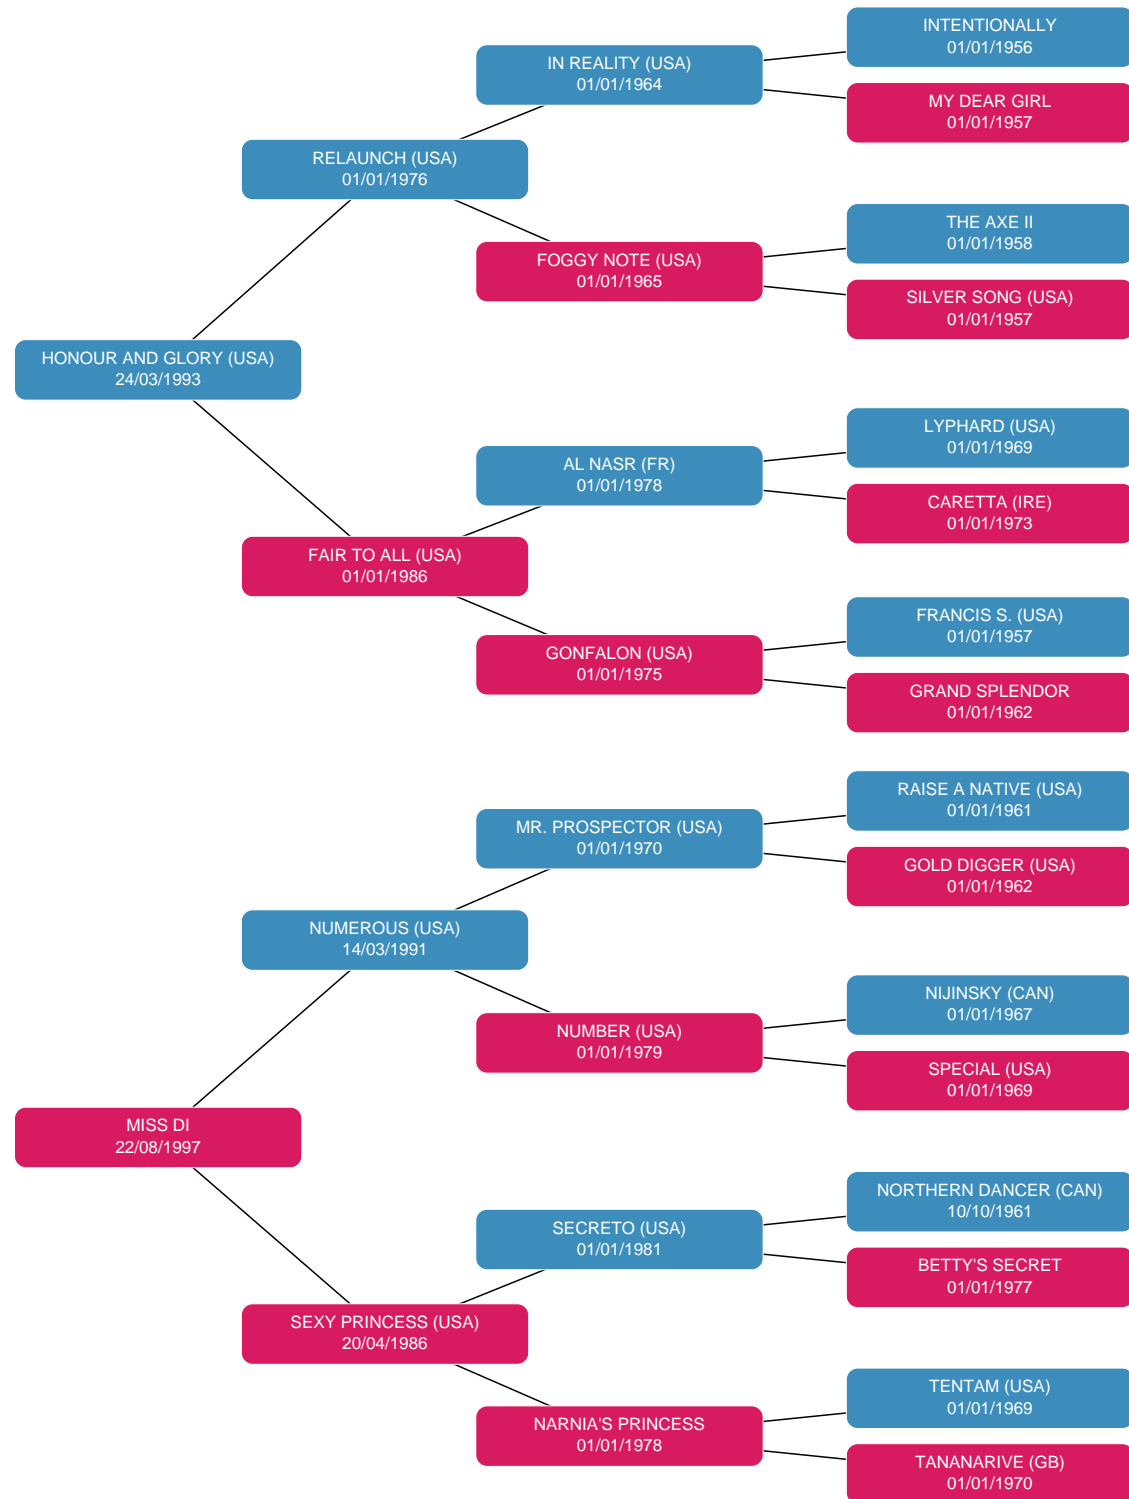 INTENTIONALLY
01/01/1956
IN REALITY (USA)
01/01/1964
MY DEAR GIRL
01/01/1957
RELAUNCH (USA)
01/01/1976
THE AXE II
01/01/1958
FOGGY NOTE (USA)
01/01/1965
SILVER SONG (USA)
01/01/1957
HONOUR AND GLORY (USA)
24/03/1993
LYPHARD (USA)
01/01/1969
AL NASR (FR)
01/01/1978
CARETTA (IRE)
01/01/1973
FAIR TO ALL (USA)
01/01/1986
FRANCIS S. (USA)
01/01/1957
GONFALON (USA)
01/01/1975
GRAND SPLENDOR
01/01/1962
RAISE A NATIVE (USA)
01/01/1961
MR. PROSPECTOR (USA)
01/01/1970
GOLD DIGGER (USA)
01/01/1962
NUMEROUS (USA)
14/03/1991
NIJINSKY (CAN)
01/01/1967
NUMBER (USA)
01/01/1979
SPECIAL (USA)
01/01/1969
MISS DI
22/08/1997
NORTHERN DANCER (CAN)
10/10/1961
SECRETO (USA)
01/01/1981
BETTY'S SECRET
01/01/1977
SEXY PRINCESS (USA)
20/04/1986
TENTAM (USA)
01/01/1969
NARNIA'S PRINCESS
01/01/1978
TANANARIVE (GB)
01/01/1970